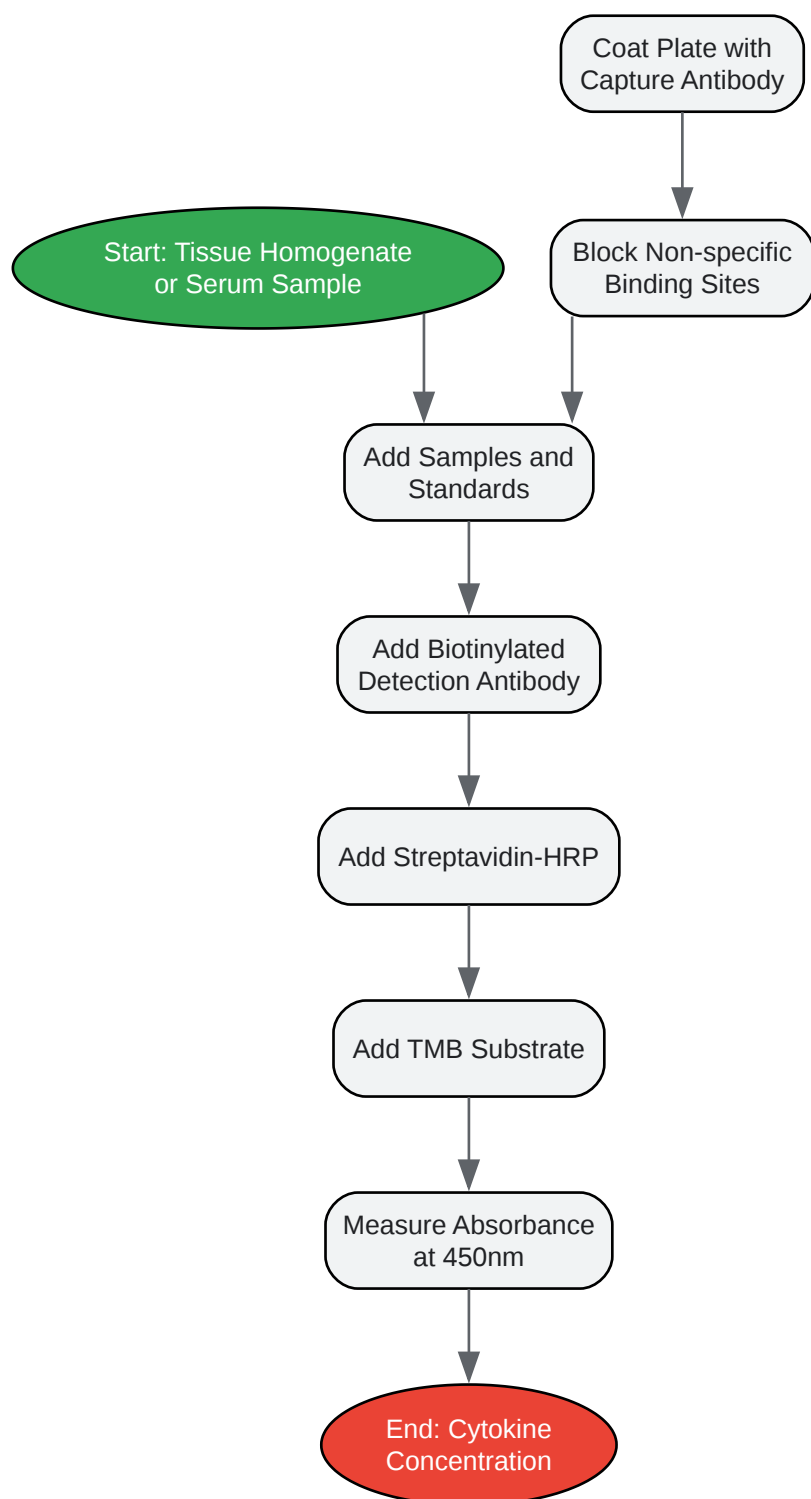 Coat Plate with
Capture Antibody
Start: Tissue Homogenate
or Serum Sample
Block Non-specific
Binding Sites
Add Samples and
Standards
Add Biotinylated
Detection Antibody
Add Streptavidin-HRP
Add TMB Substrate
Measure Absorbance
at 450nm
End: Cytokine
Concentration